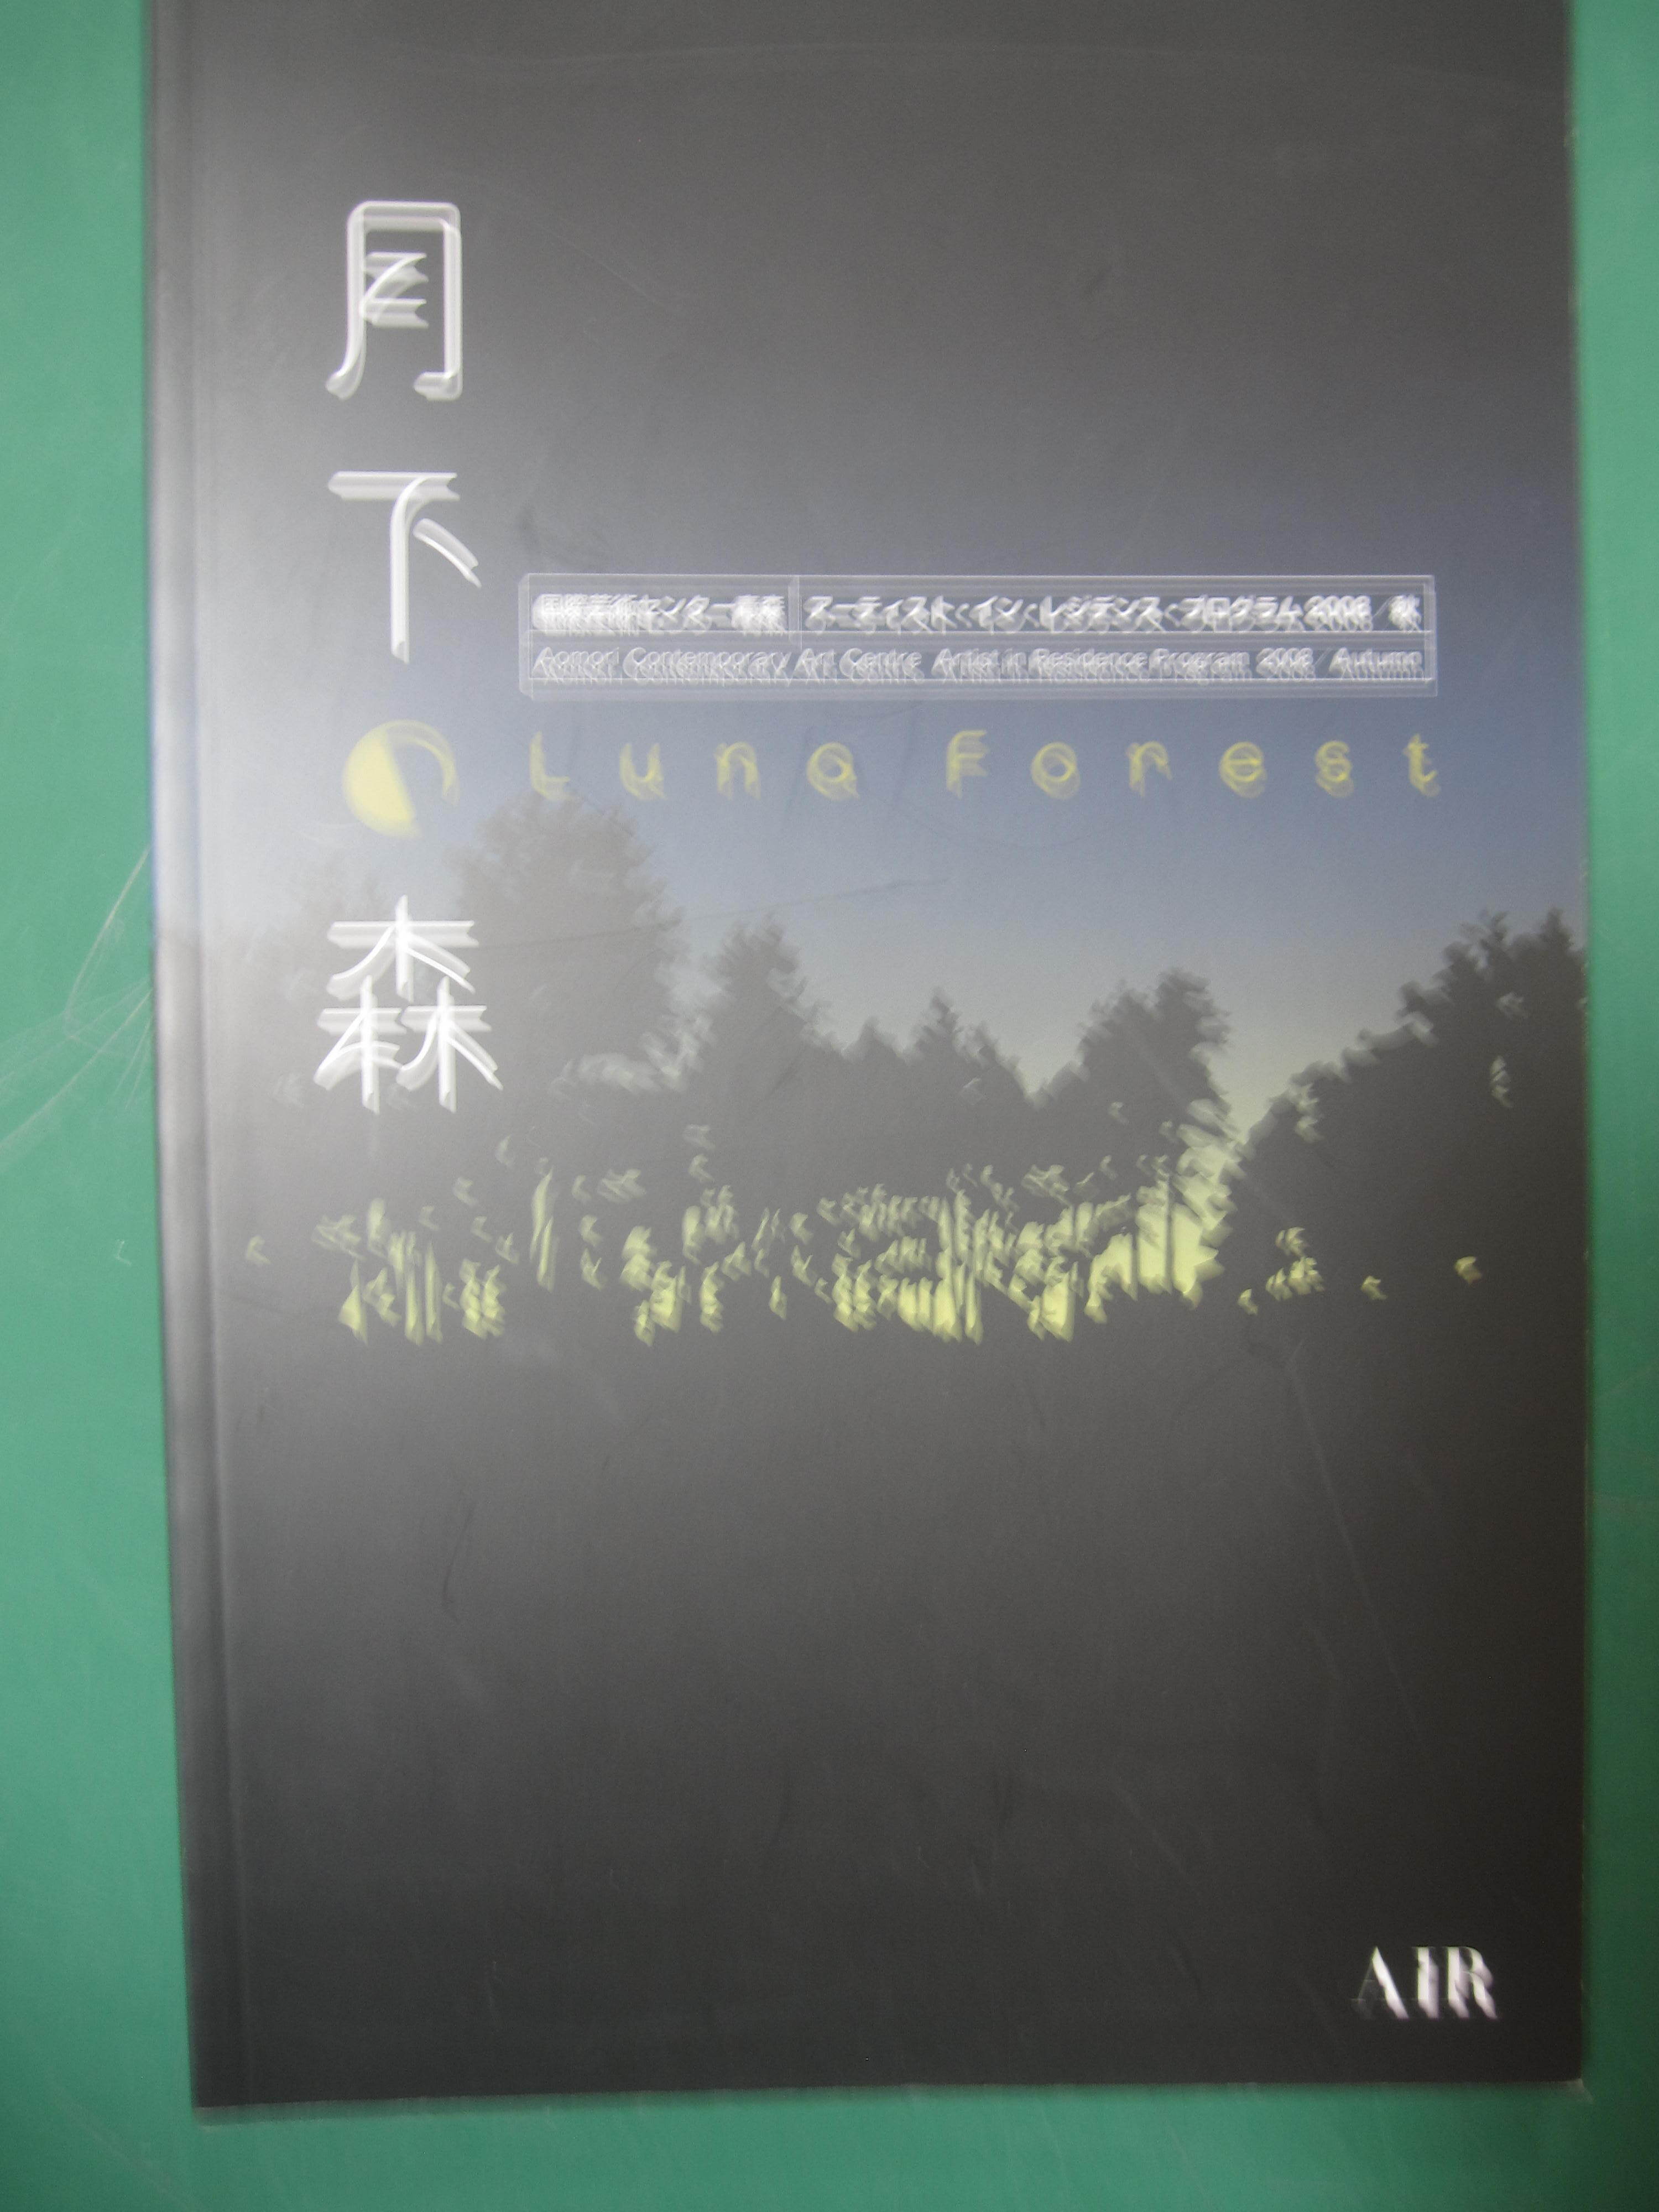 月下の森
国際芸術センター青森 アーティスト・イン・レジデンス・プログラム 2008／秋
Aomori Contemporary Art Centre Artist in Residence Program 2008／Autumn
Luna Forest
AIR